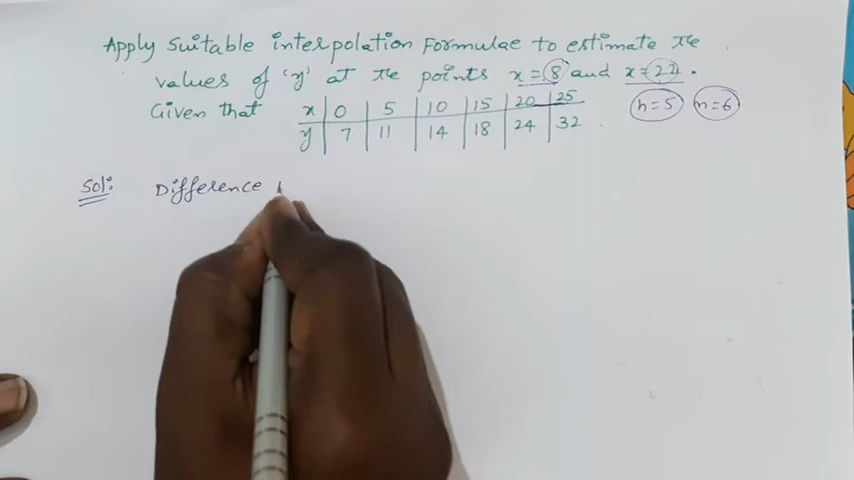 Apply suitable interpolation Formulae to estimate the
values of 'y' at the points x=8 and x=22.
Given that x 0 5 10 15 20 25 h=5 n=6
y 7 11 14 18 24 32
Sol: Difference